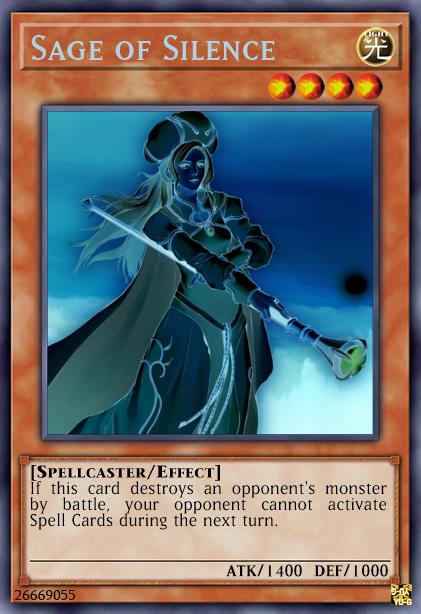 SAGE OF SILENCE
LIGHT
光
[SPELLCASTER/EFFECT]
If this card destroys an opponent's monster
by battle, your opponent cannot activate
Spell Cards during the next turn.
ATK/1400 DEF/1000
26669055